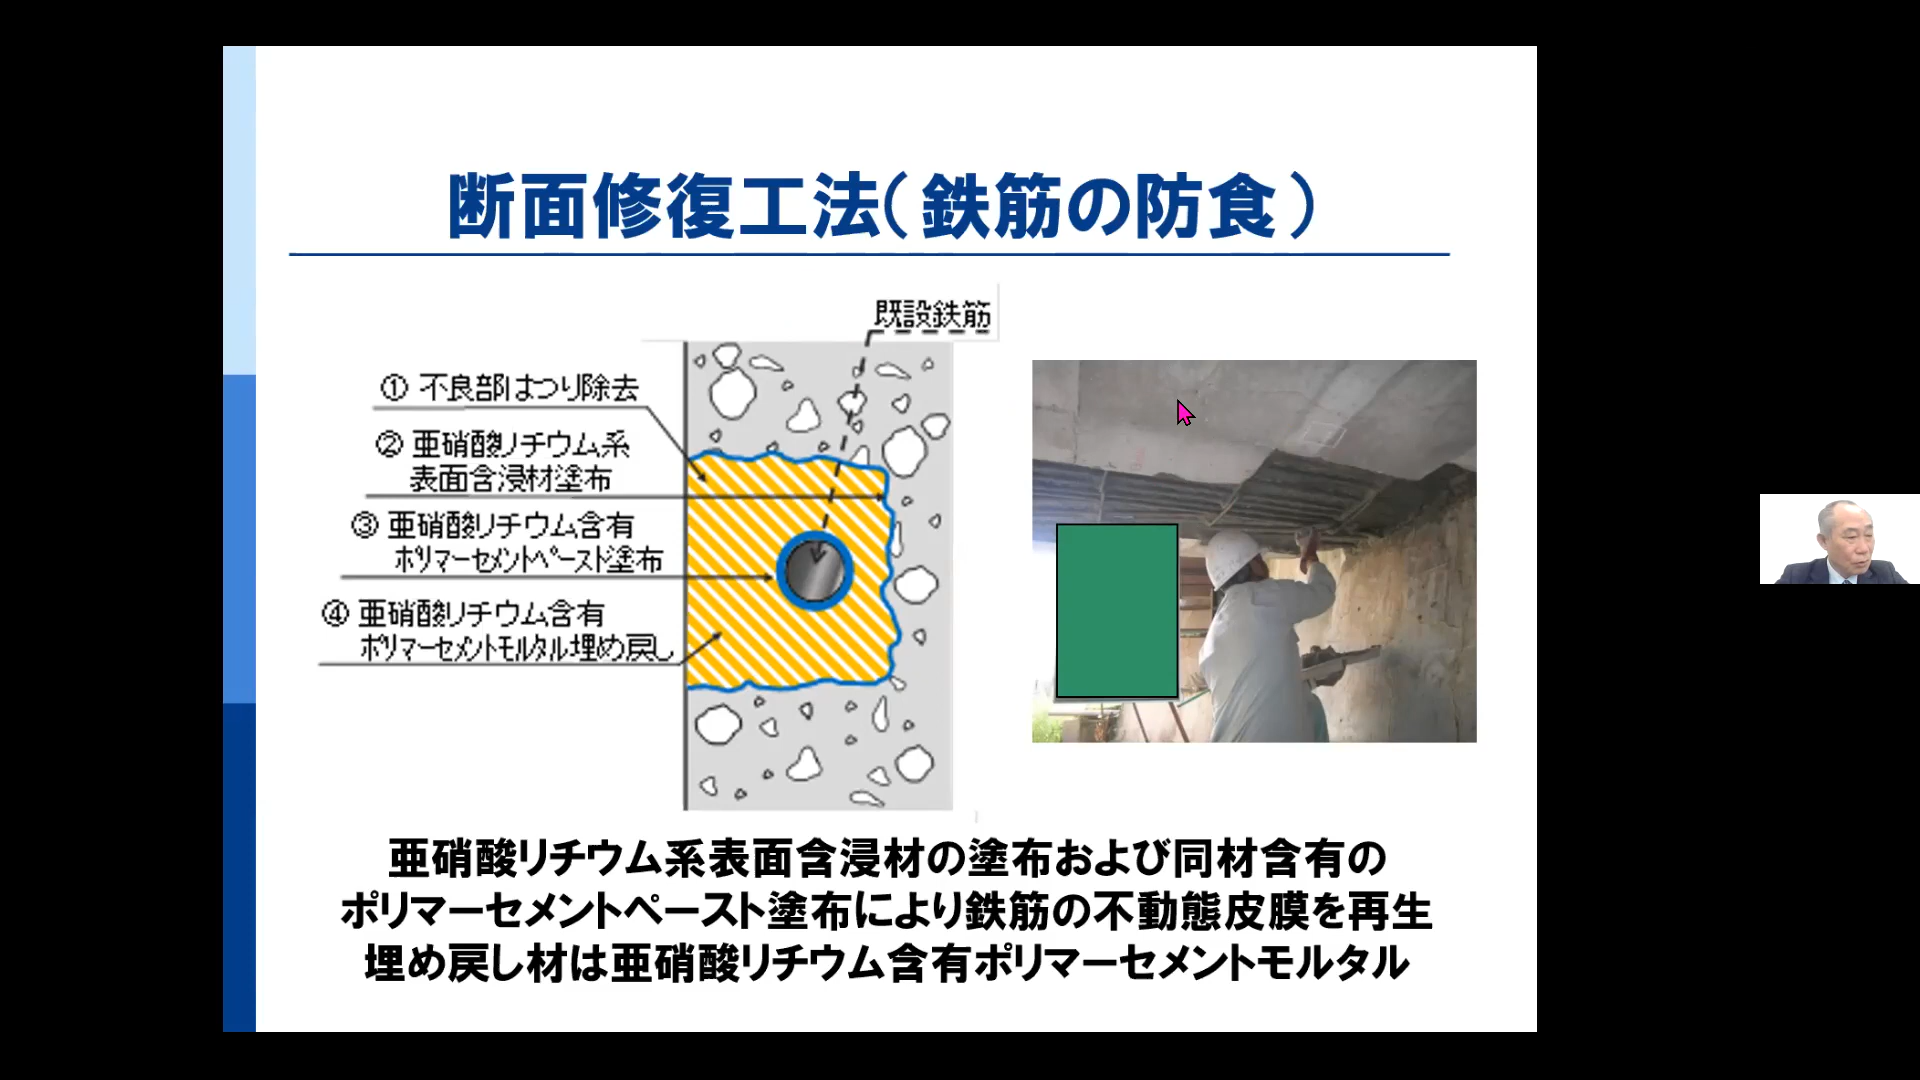 断面修復工法（鉄筋の防食）
既設鉄筋
① 不良部はつり除去
② 亜硝酸リチウム系
表面含浸材塗布
③ 亜硝酸リチウム含有
ポリマーセメントペースト塗布
④ 亜硝酸リチウム含有
ポリマーセメントモルタル埋め戻し
亜硝酸リチウム系表面含浸材の塗布および同材含有の
ポリマーセメントペースト塗布により鉄筋の不動態皮膜を再生
埋め戻し材は亜硝酸リチウム含有ポリマーセメントモルタル